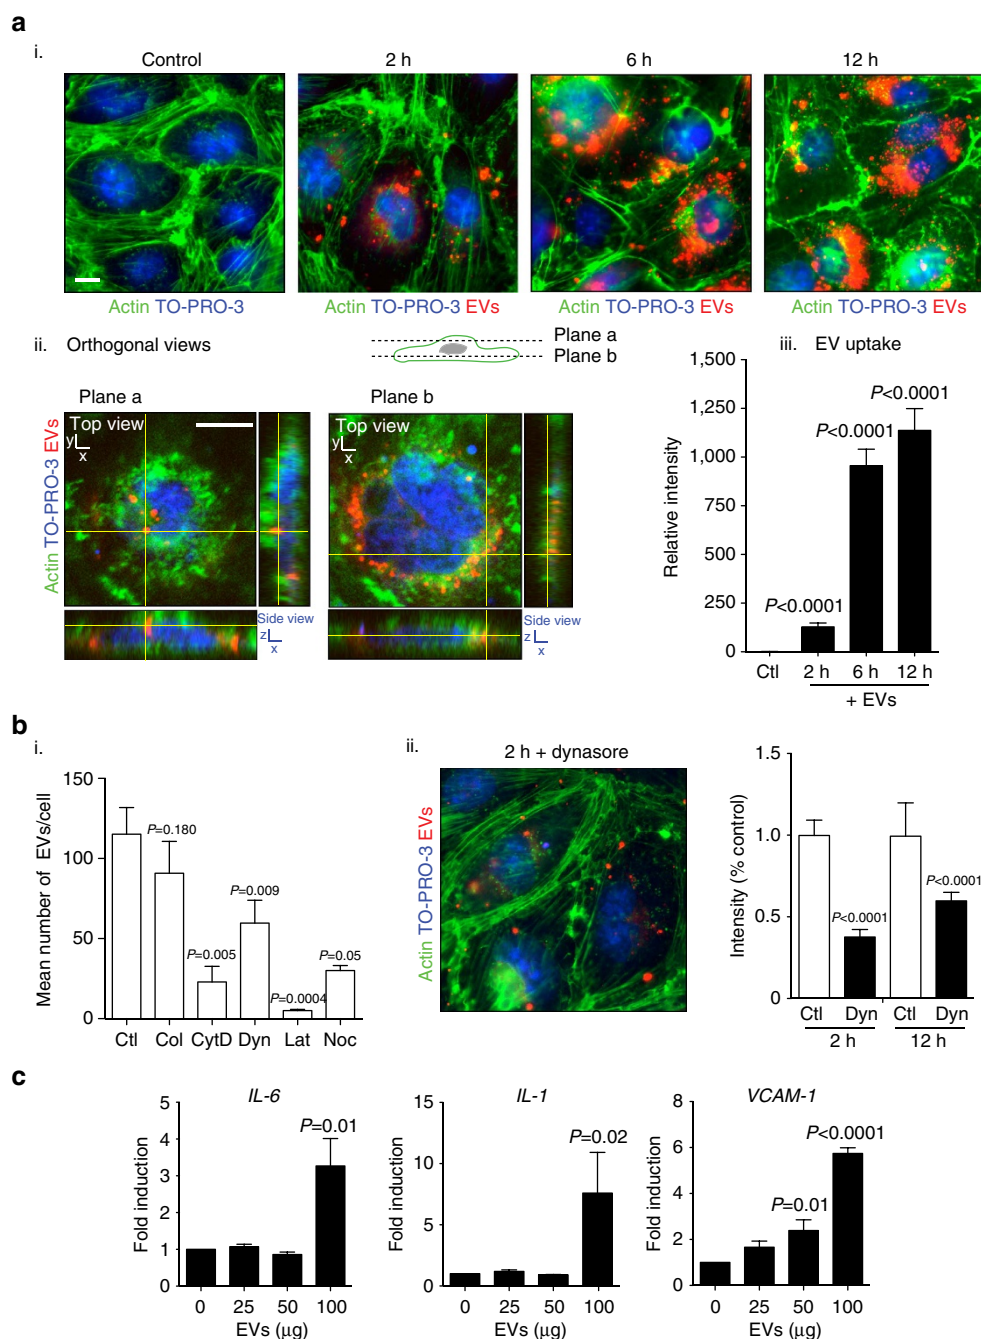 a
i.
Control
2 h
6 h
12 h
Actin TO-PRO-3
Actin TO-PRO-3 EVs
Actin TO-PRO-3 EVs
Actin TO-PRO-3 EVs
ii. Orthogonal views
Plane a
Plane b
Plane a
Plane b
Actin TO-PRO-3 EVs
Top view
y
x
Side view
z
x
Top view
y
x
Side view
z
x
iii. EV uptake
Relative intensity
1,500
1,250
1,000
750
500
250
0
P<0.0001
P<0.0001
P<0.0001
Ctl 2 h 6 h 12 h
+ EVs
b
i.
Mean number of EVs/cell
150
100
50
0
P=0.180
P=0.005
P=0.009
P=0.0004
P=0.05
Ctl Col CytD Dyn Lat Noc
ii.
2 h + dynasore
Actin TO-PRO-3 EVs
Intensity (% control)
1.5
1.0
0.5
0
P<0.0001
P<0.0001
Ctl Dyn Ctl Dyn
2 h 12 h
c
IL-6
Fold induction
5
4
3
2
1
0
P=0.01
0 25 50 100
EVs (μg)
IL-1
Fold induction
15
10
5
0
P=0.02
0 25 50 100
EVs (μg)
VCAM-1
Fold induction
8
6
4
2
0
P=0.01
P<0.0001
0 25 50 100
EVs (μg)